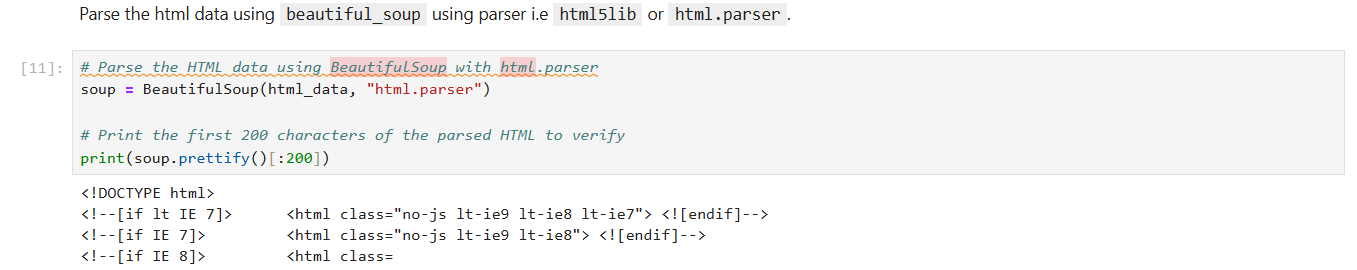 Parse the html data using beautiful_soup using parser i.e html5lib or html.parser .
[11]: # Parse the HTML data using BeautifulSoup with html.parser
soup = BeautifulSoup(html_data, "html.parser")
# Print the first 200 characters of the parsed HTML to verify
print(soup.prettify()[:200])
<!DOCTYPE html>
<!--[if lt IE 7]>      <html class="no-js lt-ie9 lt-ie8 lt-ie7"> <![endif]-->
<!--[if IE 7]>         <html class="no-js lt-ie9 lt-ie8"> <![endif]-->
<!--[if IE 8]>         <html class=